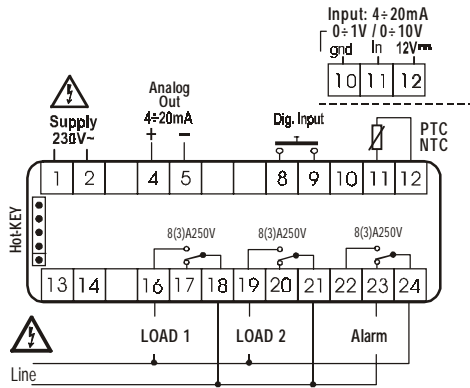 Input: 4÷20mA
0÷1V / 0÷10V
gnd In 12V
10 11 12
Supply
230V~
Analog
Out
4÷20mA
+ -
Dig. Input
PTC
NTC
1 2 4 5 8 9 10 11 12
Hot-KEY
8(3)A250V 8(3)A250V 8(3)A250V
13 14 16 17 18 19 20 21 22 23 24
LOAD 1 LOAD 2 Alarm
Line